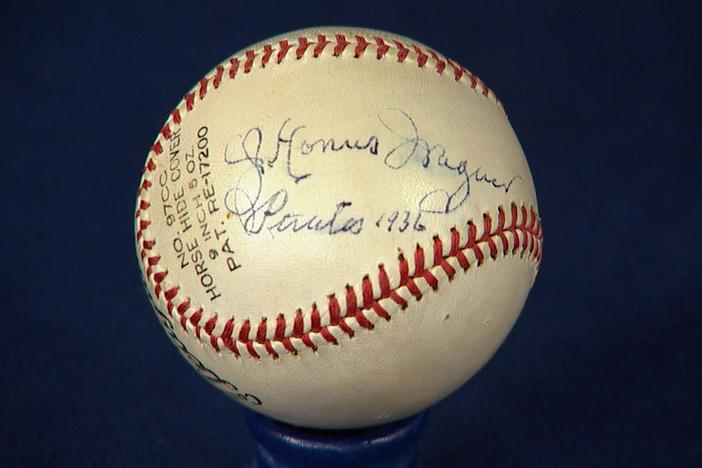 J Honus Wagner
Pirates 1936
NO. 97CC
HORSE HIDE COVER
9 INCH 5 OZ.
PAT. RE-17200